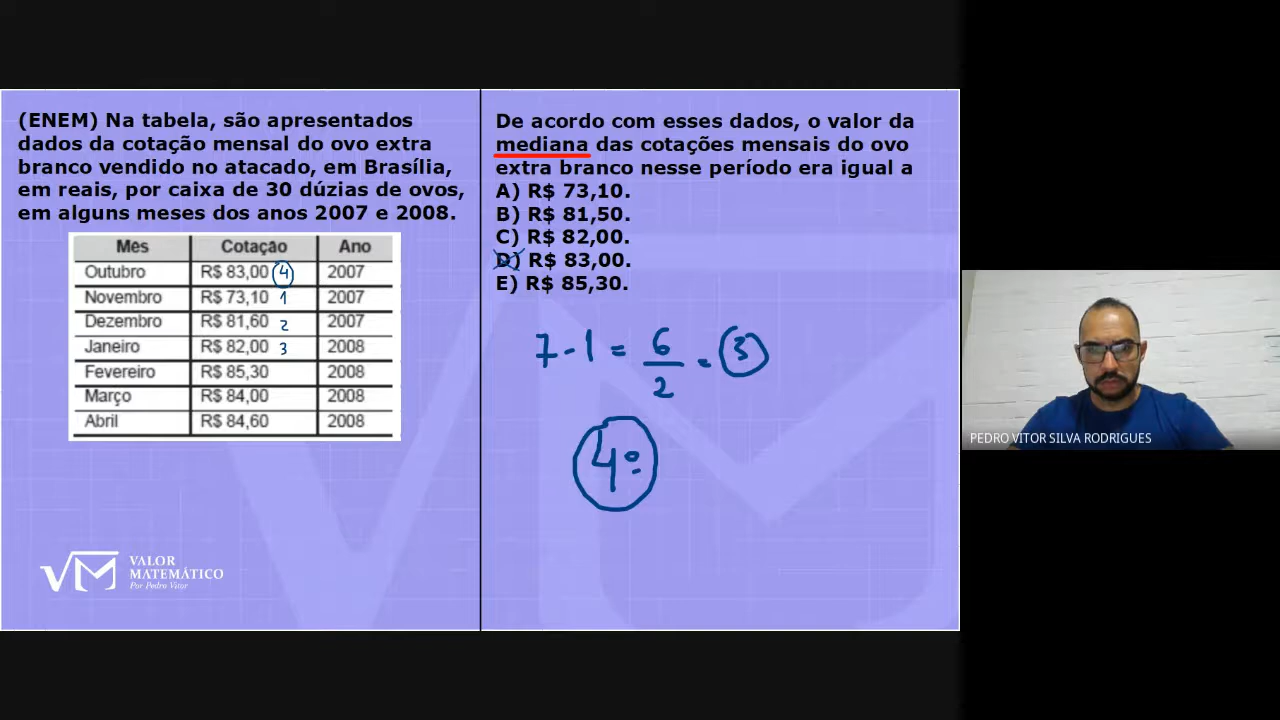 (ENEM) Na tabela, são apresentados
dados da cotação mensal do ovo extra
branco vendido no atacado, em Brasília,
em reais, por caixa de 30 dúzias de ovos,
em alguns meses dos anos 2007 e 2008.
Mês Cotação Ano
Outubro R$ 83,00 4 2007
Novembro R$ 73,10 1 2007
Dezembro R$ 81,60 2 2007
Janeiro R$ 82,00 3 2008
Fevereiro R$ 85,30 2008
Março R$ 84,00 2008
Abril R$ 84,60 2008
VALOR
MATEMÁTICO
Por Pedro Vitor
De acordo com esses dados, o valor da
mediana das cotações mensais do ovo
extra branco nesse período era igual a
A) R$ 73,10.
B) R$ 81,50.
C) R$ 82,00.
D) R$ 83,00.
E) R$ 85,30.
7 - 1 = 6/2 = 3
4º
PEDRO VITOR SILVA RODRIGUES